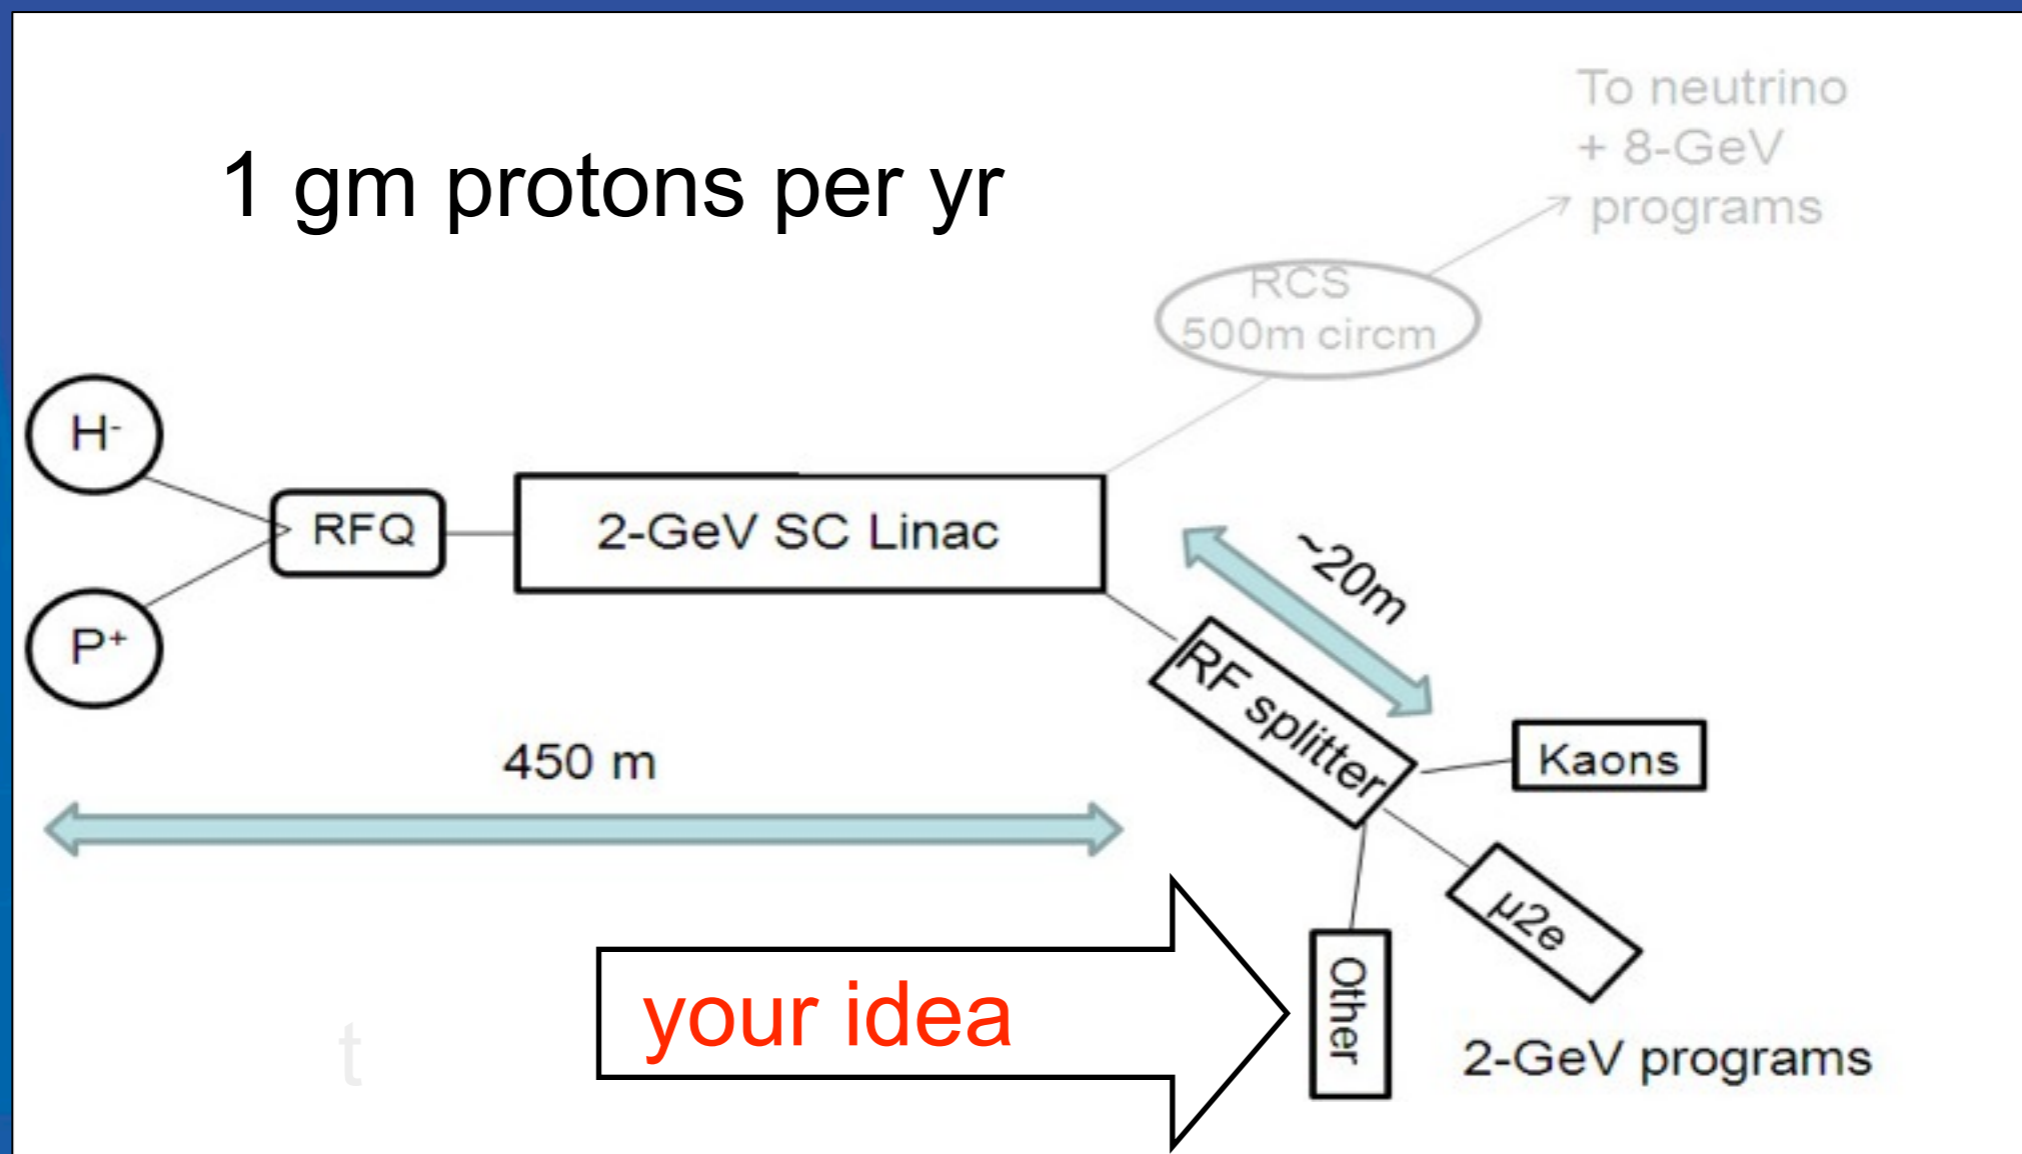 1 gm protons per yr
To neutrino
+ 8-GeV
programs
RCS
500m circm
H-
RFQ
2-GeV SC Linac
P+
~20m
RF splitter
450 m
Kaons
μ2e
your idea
Other
2-GeV programs
t